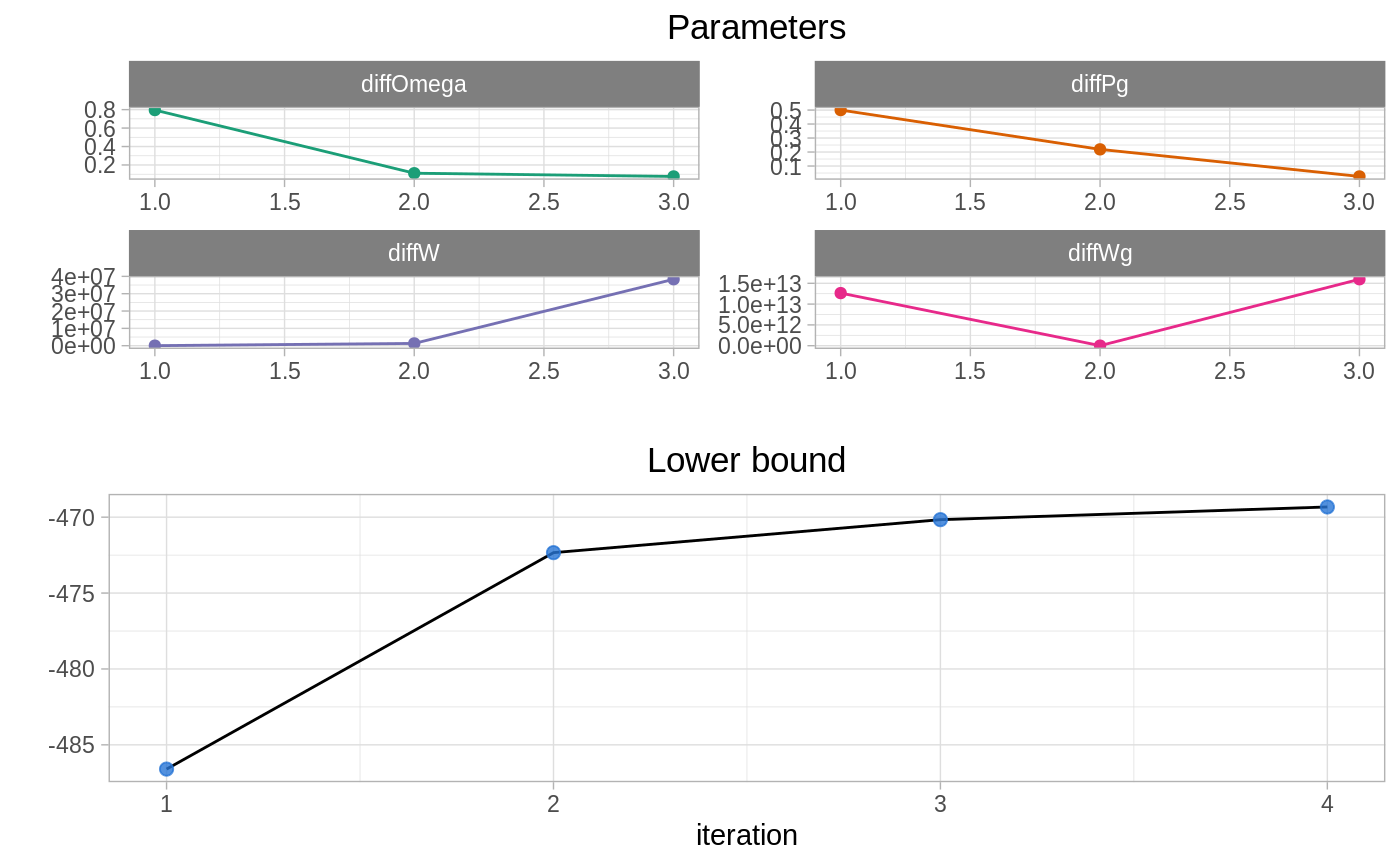 Parameters
diffOmega
diffPg
0.8
0.6
0.4
0.2
0.5
0.4
0.3
0.2
0.1
1.0 1.5 2.0 2.5 3.0
1.0 1.5 2.0 2.5 3.0
diffW
diffWg
4e+07
3e+07
2e+07
1e+07
0e+00
1.5e+13
1.0e+13
5.0e+12
0.0e+00
1.0 1.5 2.0 2.5 3.0
1.0 1.5 2.0 2.5 3.0
Lower bound
-470
-475
-480
-485
1 2 3 4
iteration